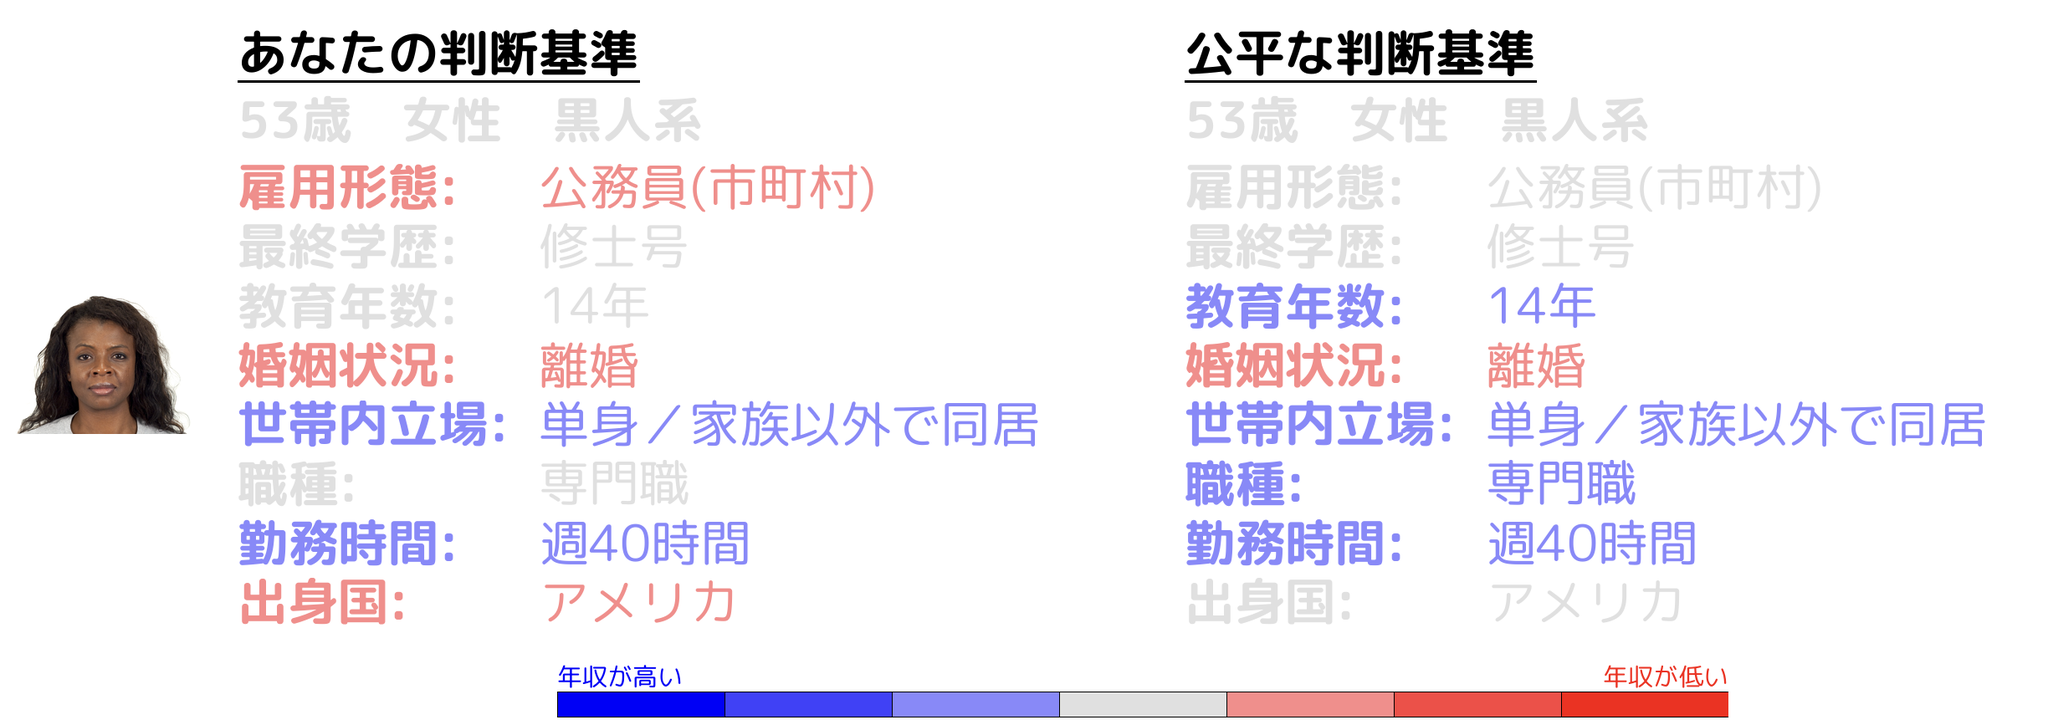 あなたの判断基準
53歳 女性 黒人系
雇用形態: 公務員(市町村)
最終学歴: 修士号
教育年数: 14年
婚姻状況: 離婚
世帯内立場: 単身／家族以外で同居
職種: 専門職
勤務時間: 週40時間
出身国: アメリカ
公平な判断基準
53歳 女性 黒人系
雇用形態: 公務員(市町村)
最終学歴: 修士号
教育年数: 14年
婚姻状況: 離婚
世帯内立場: 単身／家族以外で同居
職種: 専門職
勤務時間: 週40時間
出身国: アメリカ
年収が高い
年収が低い